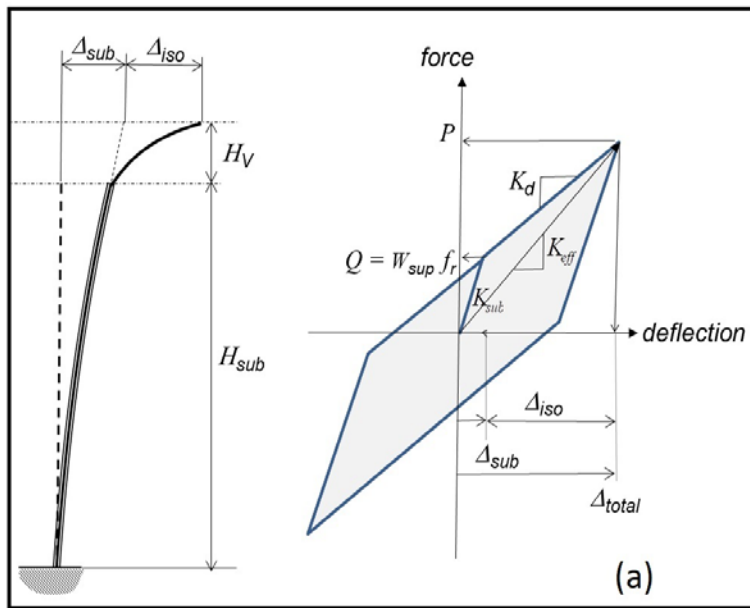 Δsub
Δiso
HV
Hsub
force
P
Kd
Keff
Q = Wsup fr
Ksub
deflection
Δiso
Δsub
Δtotal
(a)